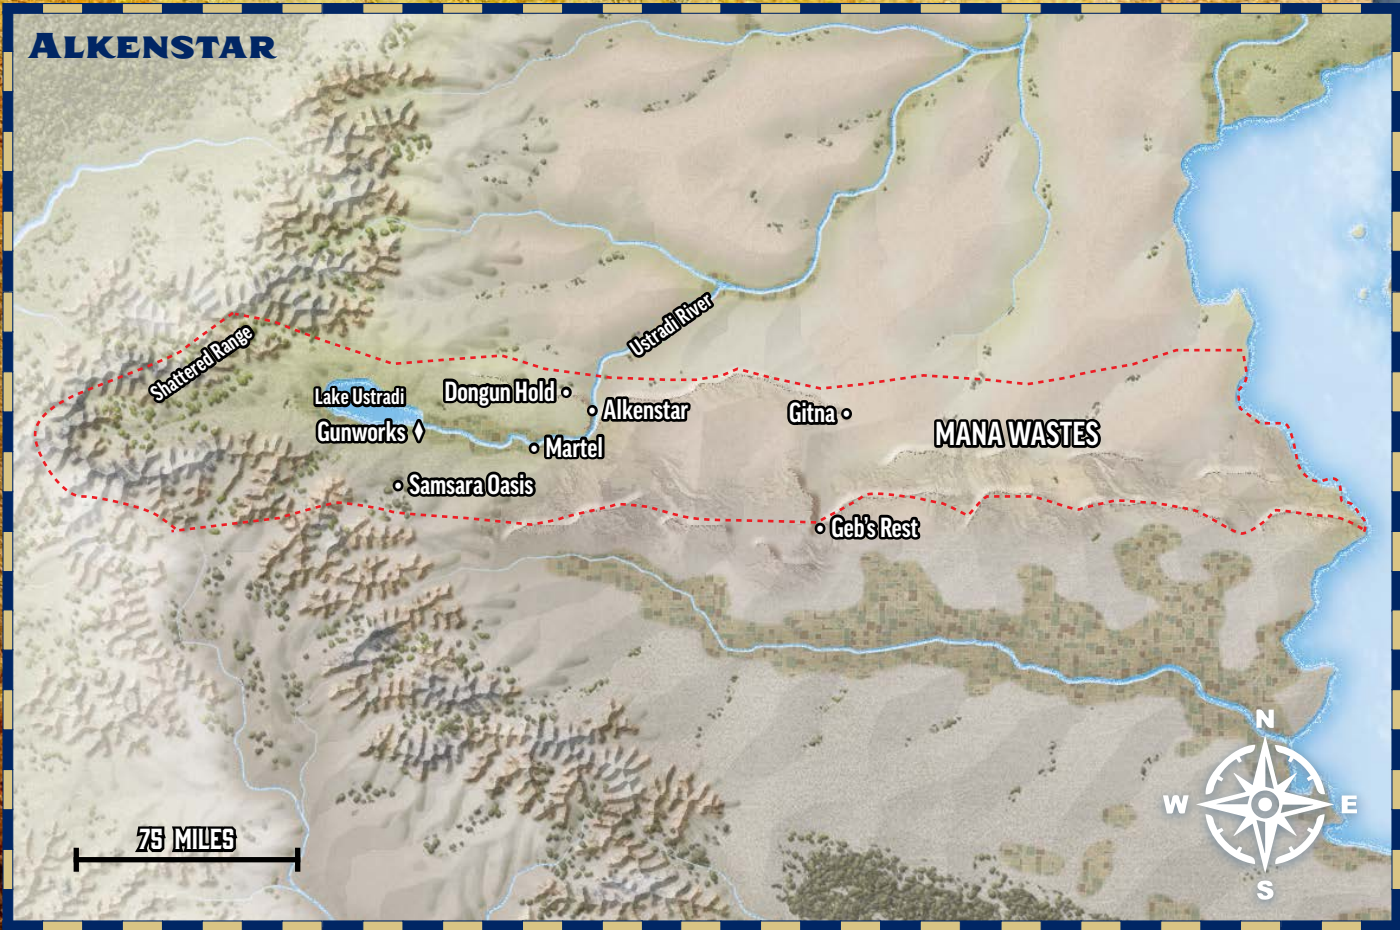 ALKENSTAR
Shattered Range
Ustradi River
Lake Ustradi
Dongun Hold
Alkenstar
Gitna
Gunworks
MANA WASTES
Martel
Samsara Oasis
Geb's Rest
N
W
E
S
75 MILES